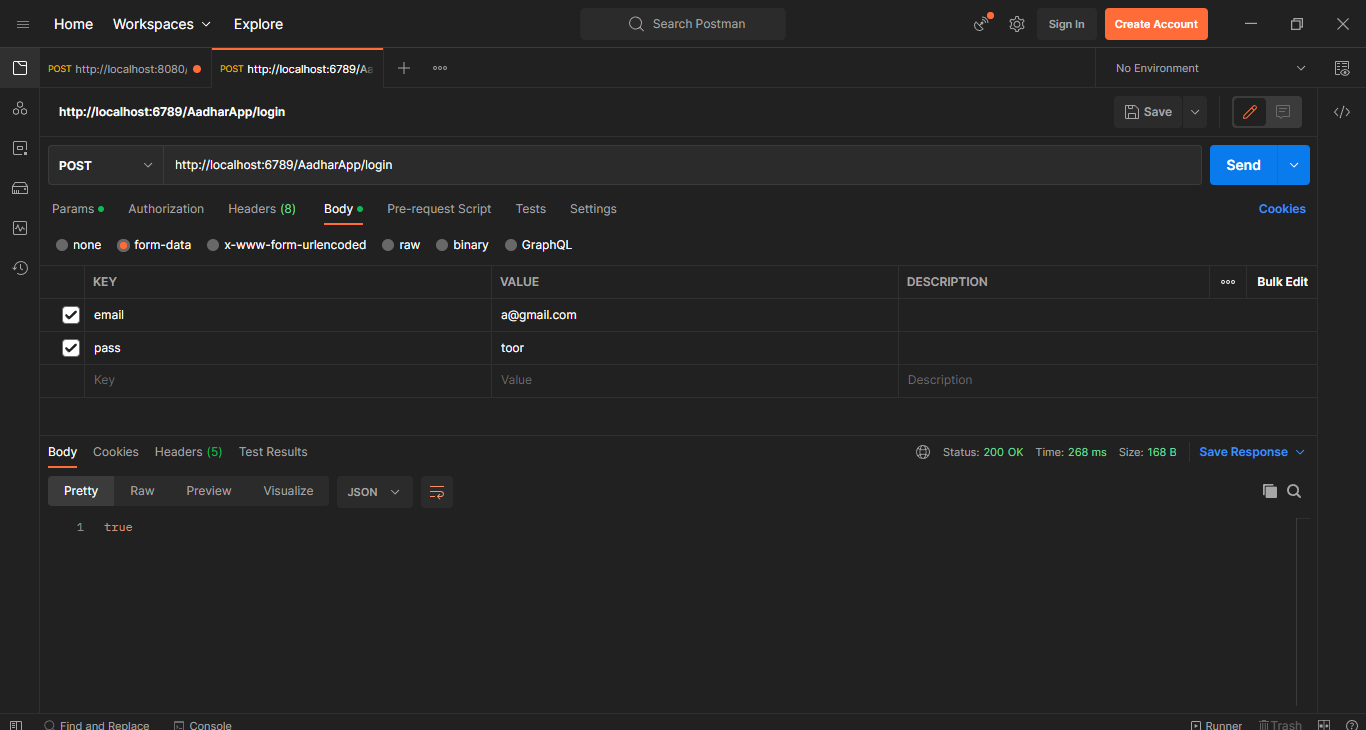 Home Workspaces Explore Search Postman Sign In Create Account
POST http://localhost:8080/ POST http://localhost:6789/Aa No Environment
http://localhost:6789/AadharApp/login Save
POST http://localhost:6789/AadharApp/login Send
Params Authorization Headers (8) Body Pre-request Script Tests Settings Cookies
none form-data x-www-form-urlencoded raw binary GraphQL
KEY VALUE DESCRIPTION Bulk Edit
email a@gmail.com
pass toor
Key Value Description
Body Cookies Headers (5) Test Results Status: 200 OK Time: 268 ms Size: 168 B Save Response
Pretty Raw Preview Visualize JSON
1 true
Find and Replace Console Runner Trash